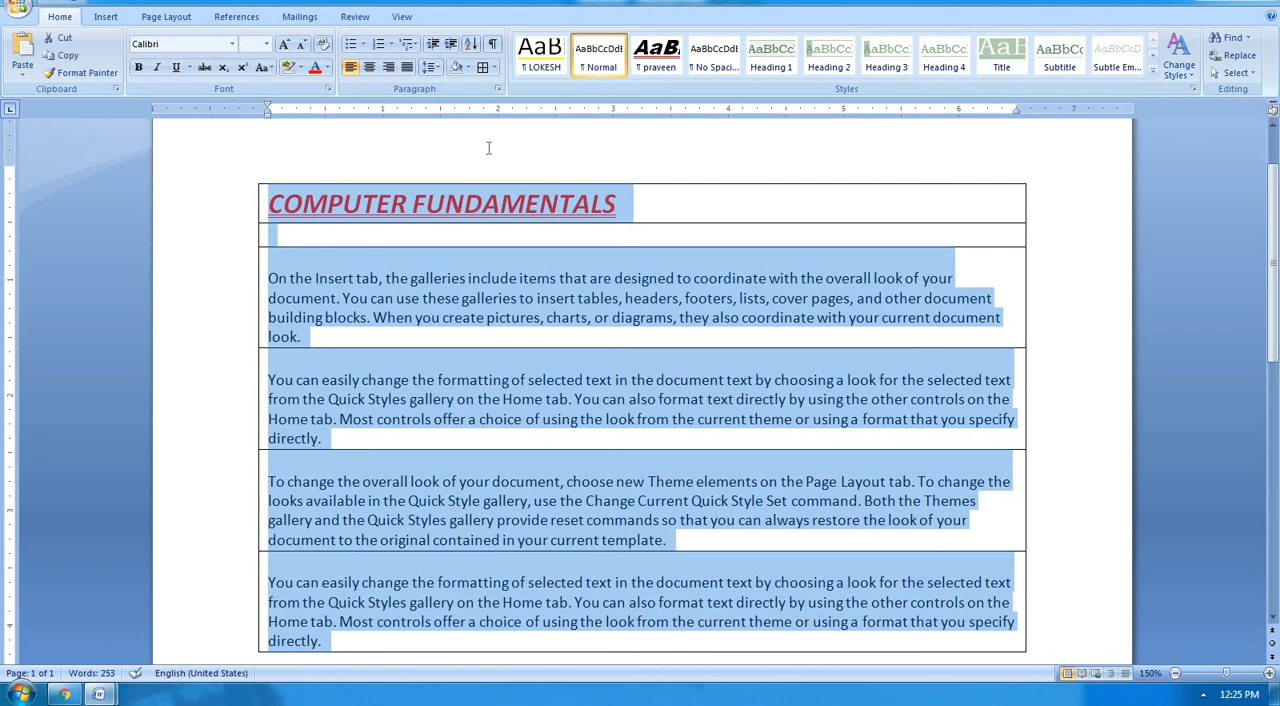 Home Insert Page Layout References Mailings Review View
Cut
Copy
Format Painter
Paste
Clipboard
Calibri
Font
Paragraph
AaB AaBbCcDdE AaB AaBbCcDd AaBbCc AaBbCc AaBbCc AaBbCc AaB AaBbCc AaBbCcD
¶ LOKESH ¶ Normal ¶ praveen ¶ No Spaci... Heading 1 Heading 2 Heading 3 Heading 4 Title Subtitle Subtle Em...
Change Styles
Styles
Find
Replace
Select
Editing
1 1 2 3 4 5 6 7
COMPUTER FUNDAMENTALS
On the Insert tab, the galleries include items that are designed to coordinate with the overall look of your
document. You can use these galleries to insert tables, headers, footers, lists, cover pages, and other document
building blocks. When you create pictures, charts, or diagrams, they also coordinate with your current document
look.
You can easily change the formatting of selected text in the document text by choosing a look for the selected text
from the Quick Styles gallery on the Home tab. You can also format text directly by using the other controls on the
Home tab. Most controls offer a choice of using the look from the current theme or using a format that you specify
directly.
To change the overall look of your document, choose new Theme elements on the Page Layout tab. To change the
looks available in the Quick Style gallery, use the Change Current Quick Style Set command. Both the Themes
gallery and the Quick Styles gallery provide reset commands so that you can always restore the look of your
document to the original contained in your current template.
You can easily change the formatting of selected text in the document text by choosing a look for the selected text
from the Quick Styles gallery on the Home tab. You can also format text directly by using the other controls on the
Home tab. Most controls offer a choice of using the look from the current theme or using a format that you specify
directly.
Page: 1 of 1 Words: 253 English (United States) 150%
12:25 PM